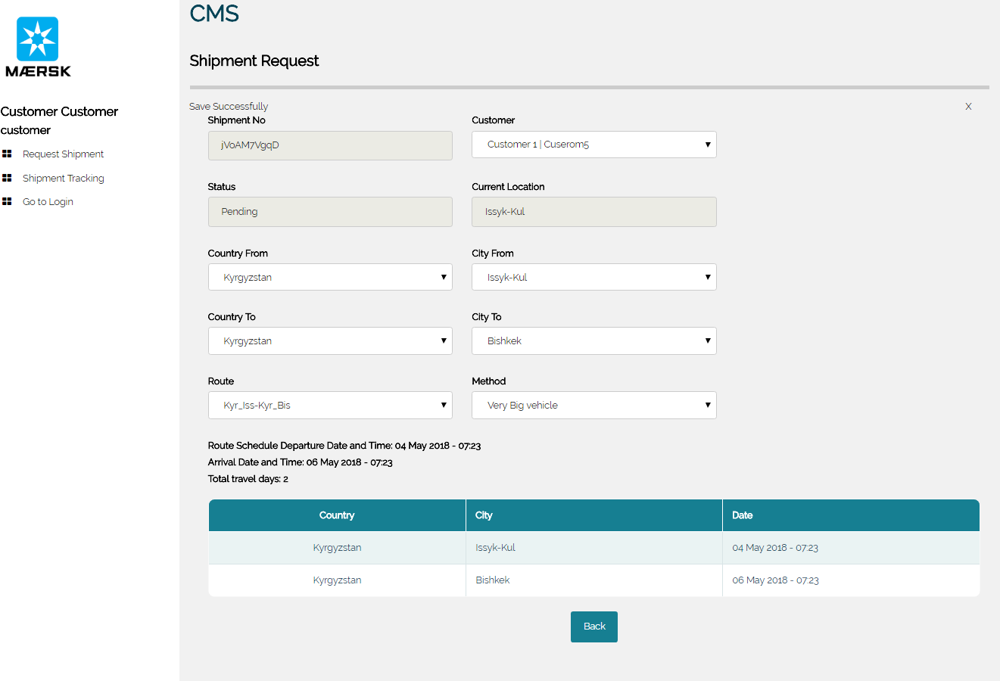 CMS
MÆRSK
Shipment Request
Customer Customer
customer
Request Shipment
Shipment Tracking
Go to Login
Save Successfully X
Shipment No Customer
jVoAM7VgqD Customer 1 | Cuserom5
Status Current Location
Pending Issyk-Kul
Country From City From
Kyrgyzstan Issyk-Kul
Country To City To
Kyrgyzstan Bishkek
Route Method
Kyr_Iss-Kyr_Bis Very Big vehicle
Route Schedule Departure Date and Time: 04 May 2018 - 07:23
Arrival Date and Time: 06 May 2018 - 07:23
Total travel days: 2
Country City Date
Kyrgyzstan Issyk-Kul 04 May 2018 - 07:23
Kyrgyzstan Bishkek 06 May 2018 - 07:23
Back